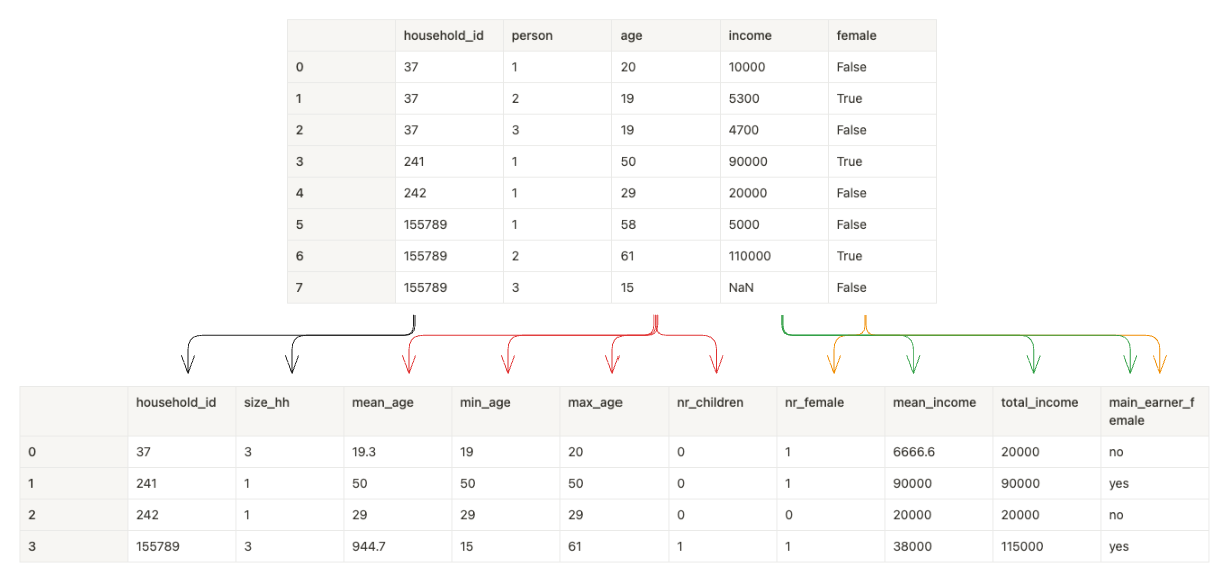 household_id person age income female
0 37 1 20 10000 False
1 37 2 19 5300 True
2 37 3 19 4700 False
3 241 1 50 90000 True
4 242 1 29 20000 False
5 155789 1 58 5000 False
6 155789 2 61 110000 True
7 155789 3 15 NaN False
household_id size_hh mean_age min_age max_age nr_children nr_female mean_income total_income main_earner_f
emale
0 37 3 19.3 19 20 0 1 6666.6 20000 no
1 241 1 50 50 50 0 1 90000 90000 yes
2 242 1 29 29 29 0 0 20000 20000 no
3 155789 3 944.7 15 61 1 1 38000 115000 yes